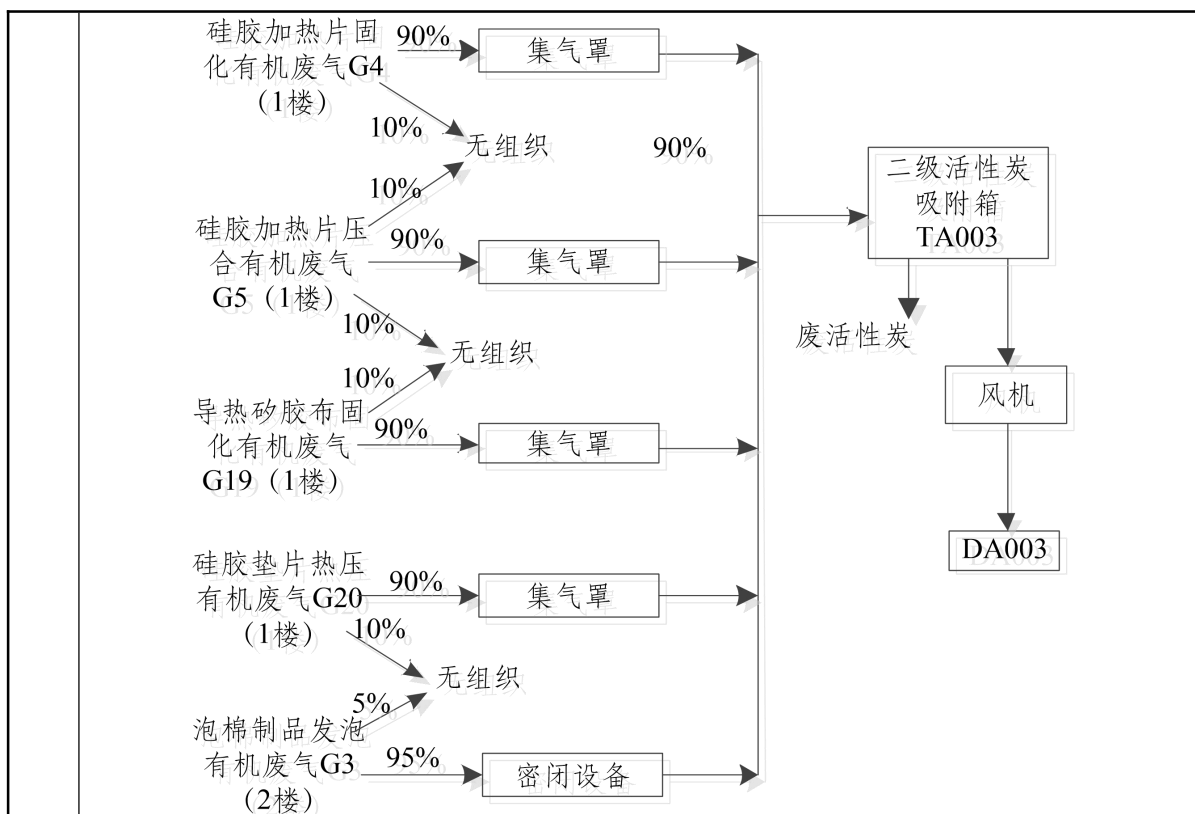 硅胶加热片固
化有机废气G4
（1楼）
90%
集气罩
10%
无组织
90%
10%
硅胶加热片压
合有机废气
G5（1楼）
90%
集气罩
二级活性炭
吸附箱
TA003
废活性炭
风机
DA003
10%
无组织
10%
导热矽胶布固
化有机废气
G19（1楼）
90%
集气罩
硅胶垫片热压
有机废气G20
（1楼）
90%
集气罩
10%
无组织
5%
泡棉制品发泡
有机废气G3
（2楼）
95%
密闭设备